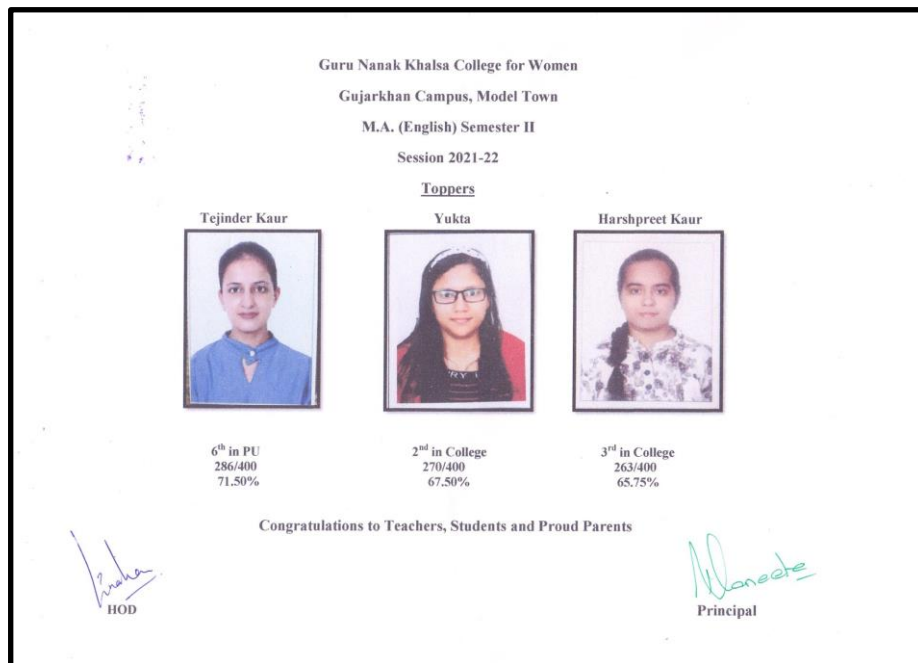 Guru Nanak Khalsa College for Women
Gujarkhan Campus, Model Town
M.A. (English) Semester II
Session 2021-22
Toppers
Tejinder Kaur
Yukta
Harshpreet Kaur
6th in PU
286/400
71.50%
2nd in College
270/400
67.50%
3rd in College
263/400
65.75%
Congratulations to Teachers, Students and Proud Parents
HOD
Principal